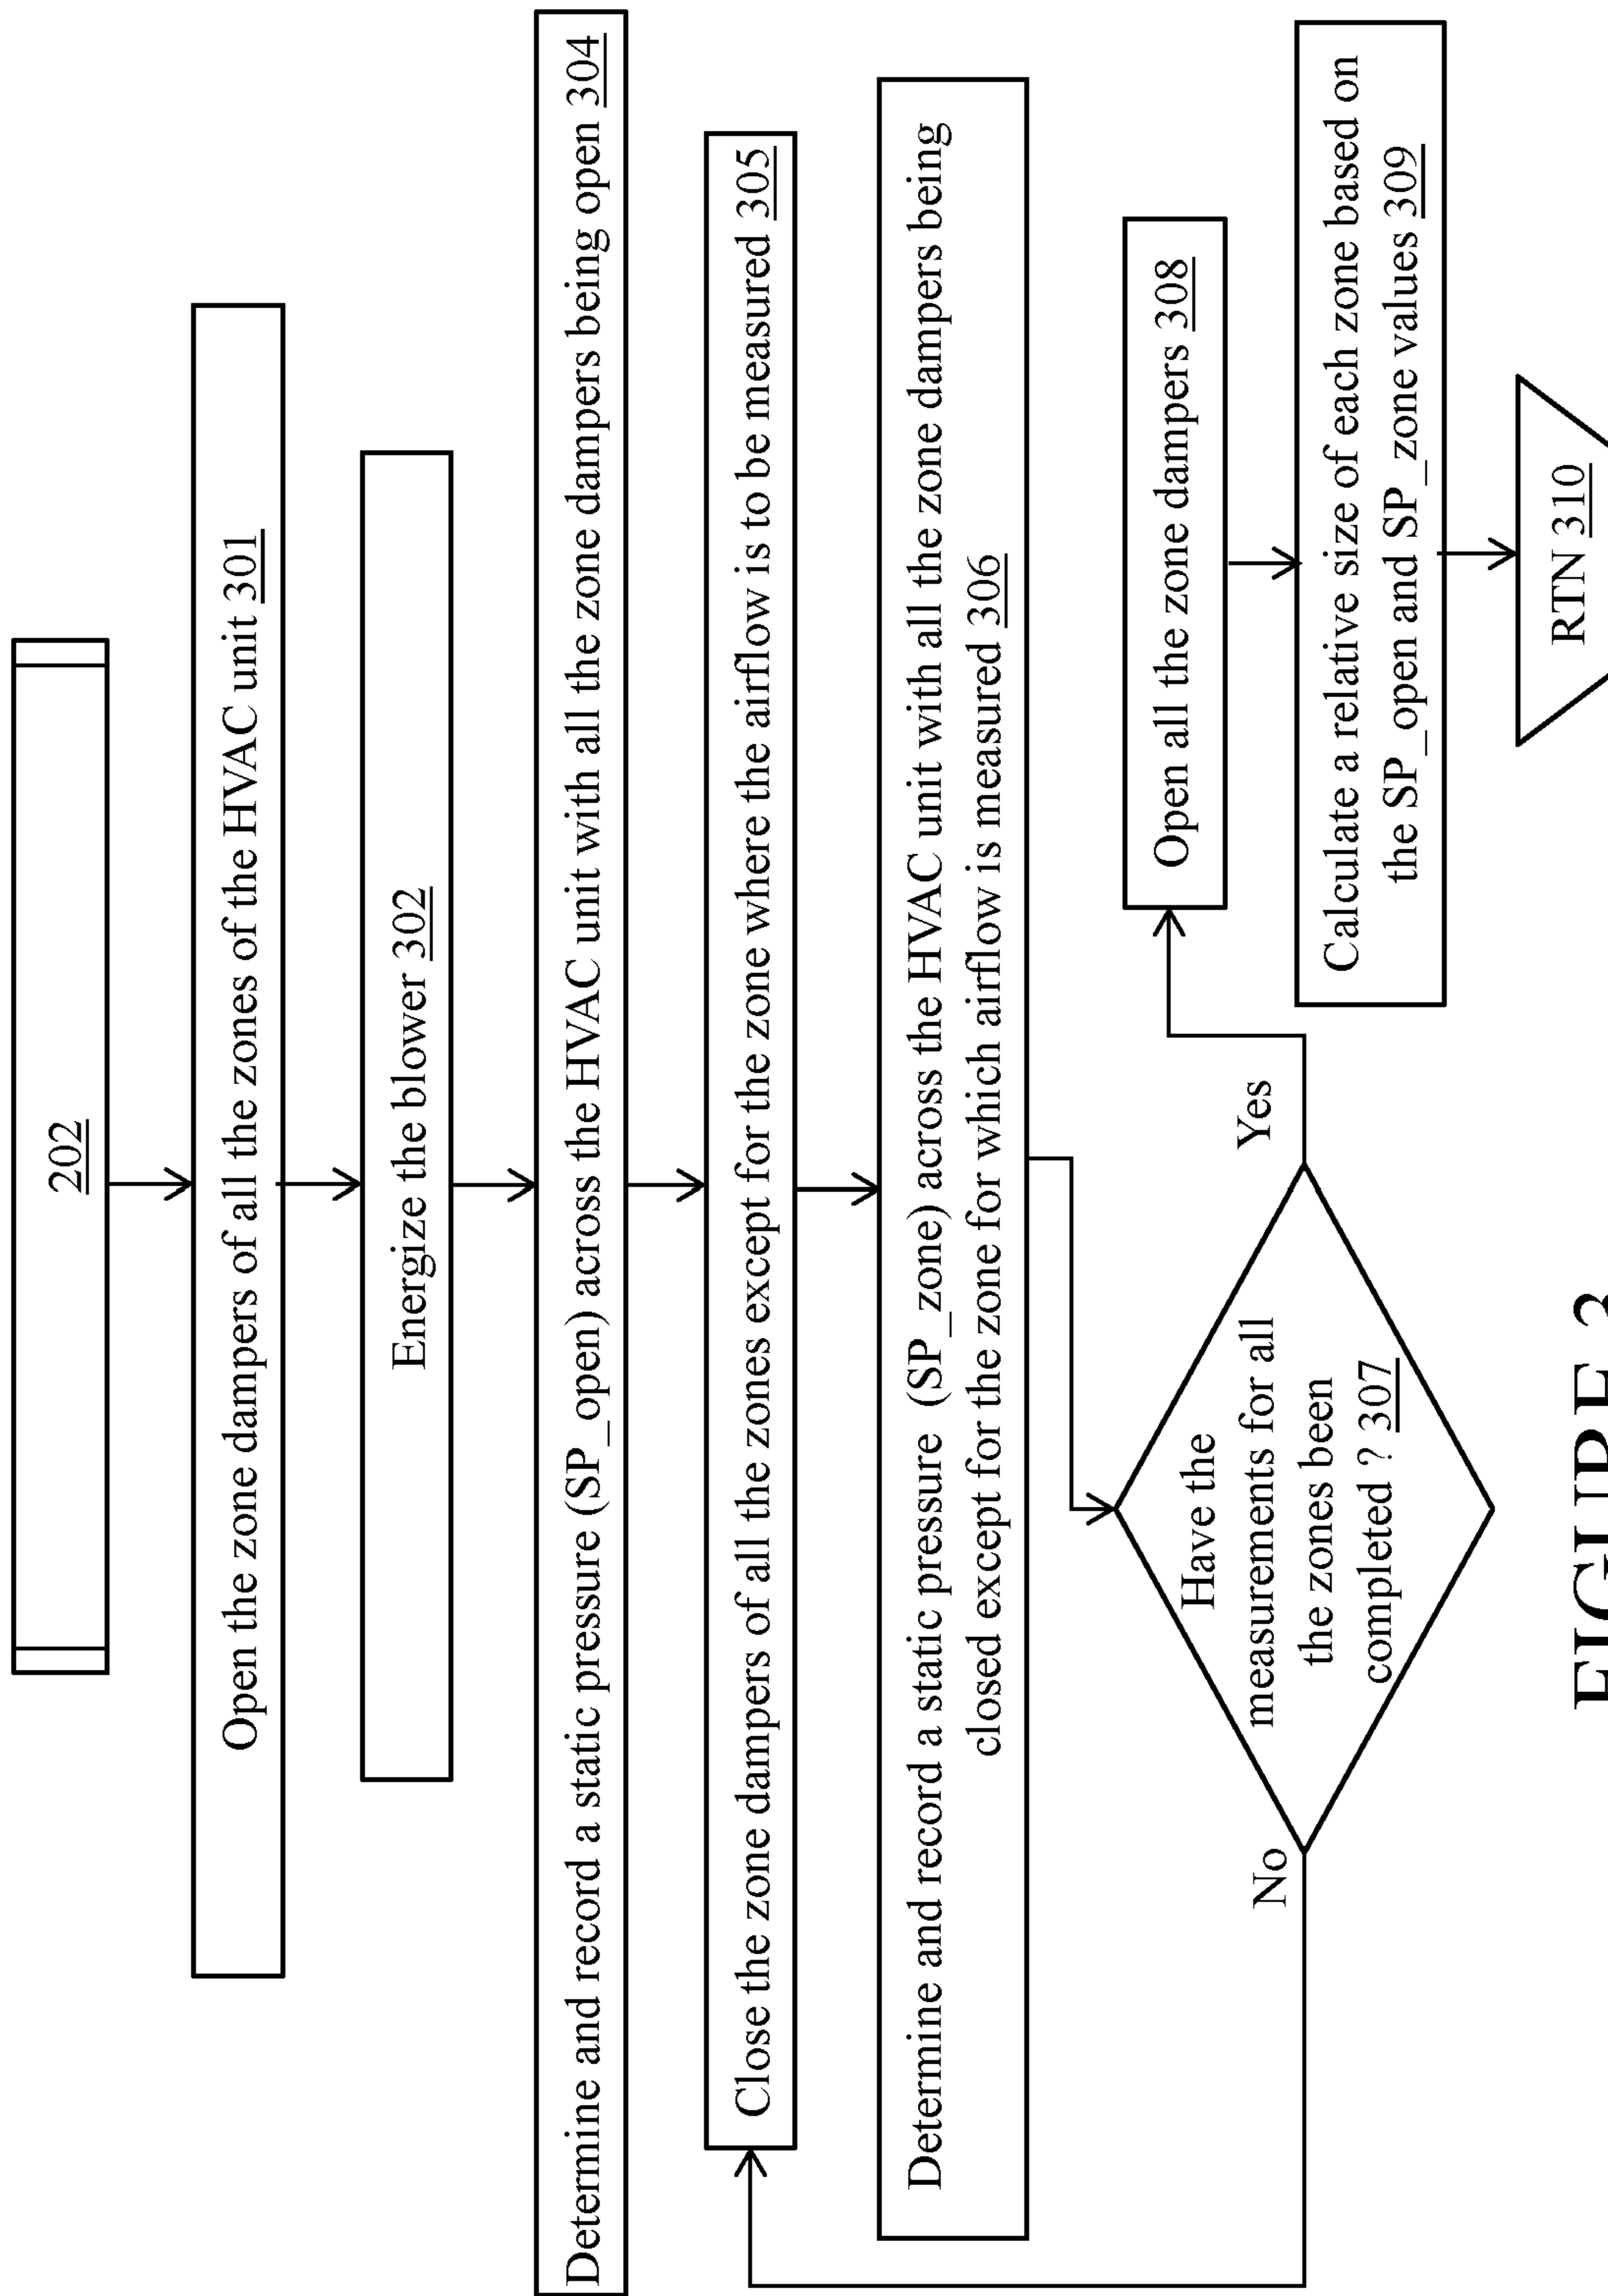 202
Open the zone dampers of all the zones of the HVAC unit 301
Energize the blower 302
Determine and record a static pressure (SP_open) across the HVAC unit with all the zone dampers being open 304
Close the zone dampers of all the zones except for the zone where the airflow is to be measured 305
Determine and record a static pressure (SP_zone) across the HVAC unit with all the zone dampers being
closed except for the zone for which airflow is measured 306
Have the
measurements for all
the zones been
completed ? 307
No
Yes
Open all the zone dampers 308
Calculate a relative size of each zone based on
the SP_open and SP_zone values 309
RTN 310
FIGURE 3